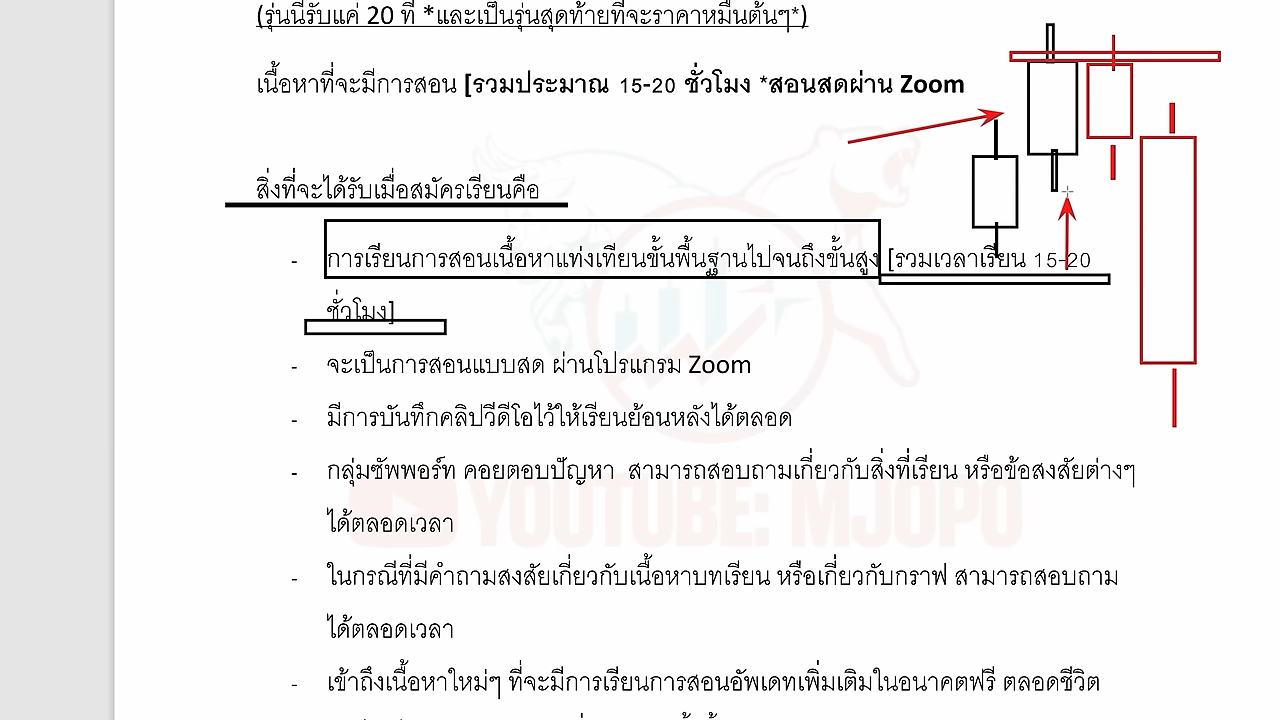 (รุ่นนี้รับแค่ 20 ที่ *และเป็นรุ่นสุดท้ายที่จะราคาหมื่นต้นๆ*)
เนื้อหาที่จะมีการสอน [รวมประมาณ 15-20 ชั่วโมง *สอนสดผ่าน Zoom
สิ่งที่จะได้รับเมื่อสมัครเรียนคือ
- การเรียนการสอนเนื้อหาแท่งเทียนขั้นพื้นฐานไปจนถึงขั้นสูง [รวมเวลาเรียน 15-20
ชั่วโมง]
- จะเป็นการสอนแบบสด ผ่านโปรแกรม Zoom
- มีการบันทึกคลิปวีดีโอไว้ให้เรียนย้อนหลังได้ตลอด
- กลุ่มซัพพอร์ท คอยตอบปัญหา สามารถสอบถามเกี่ยวกับสิ่งที่เรียน หรือข้อสงสัยต่างๆ
YOUTUBE: MJOPU
ได้ตลอดเวลา
- ในกรณีที่มีคำถามสงสัยเกี่ยวกับเนื้อหาบทเรียน หรือเกี่ยวกับกราฟ สามารถสอบถาม
ได้ตลอดเวลา
- เข้าถึงเนื้อหาใหม่ๆ ที่จะมีการเรียนการสอนอัพเดทเพิ่มเติมในอนาคตฟรี ตลอดชีวิต